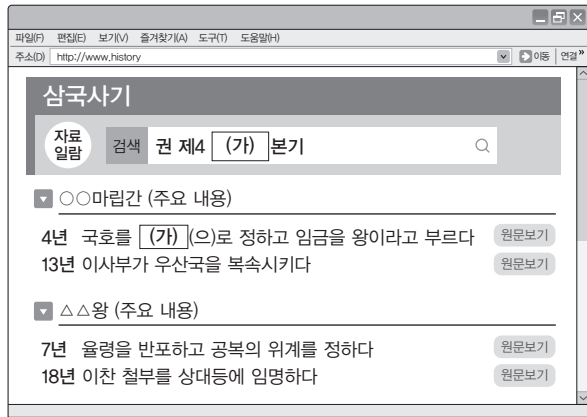 파일(F) 편집(E) 보기(V) 즐겨찾기(A) 도구(T) 도움말(H)
주소(D) http://www.history 이동 연결 »
삼국사기
자료
일람
검색 권 제4 (가) 본기
○○마립간 (주요 내용)
4년 국호를 (가) (으)로 정하고 임금을 왕이라고 부르다 원문보기
13년 이사부가 우산국을 복속시키다 원문보기
△△왕 (주요 내용)
7년 율령을 반포하고 공복의 위계를 정하다 원문보기
18년 이찬 철부를 상대등에 임명하다 원문보기